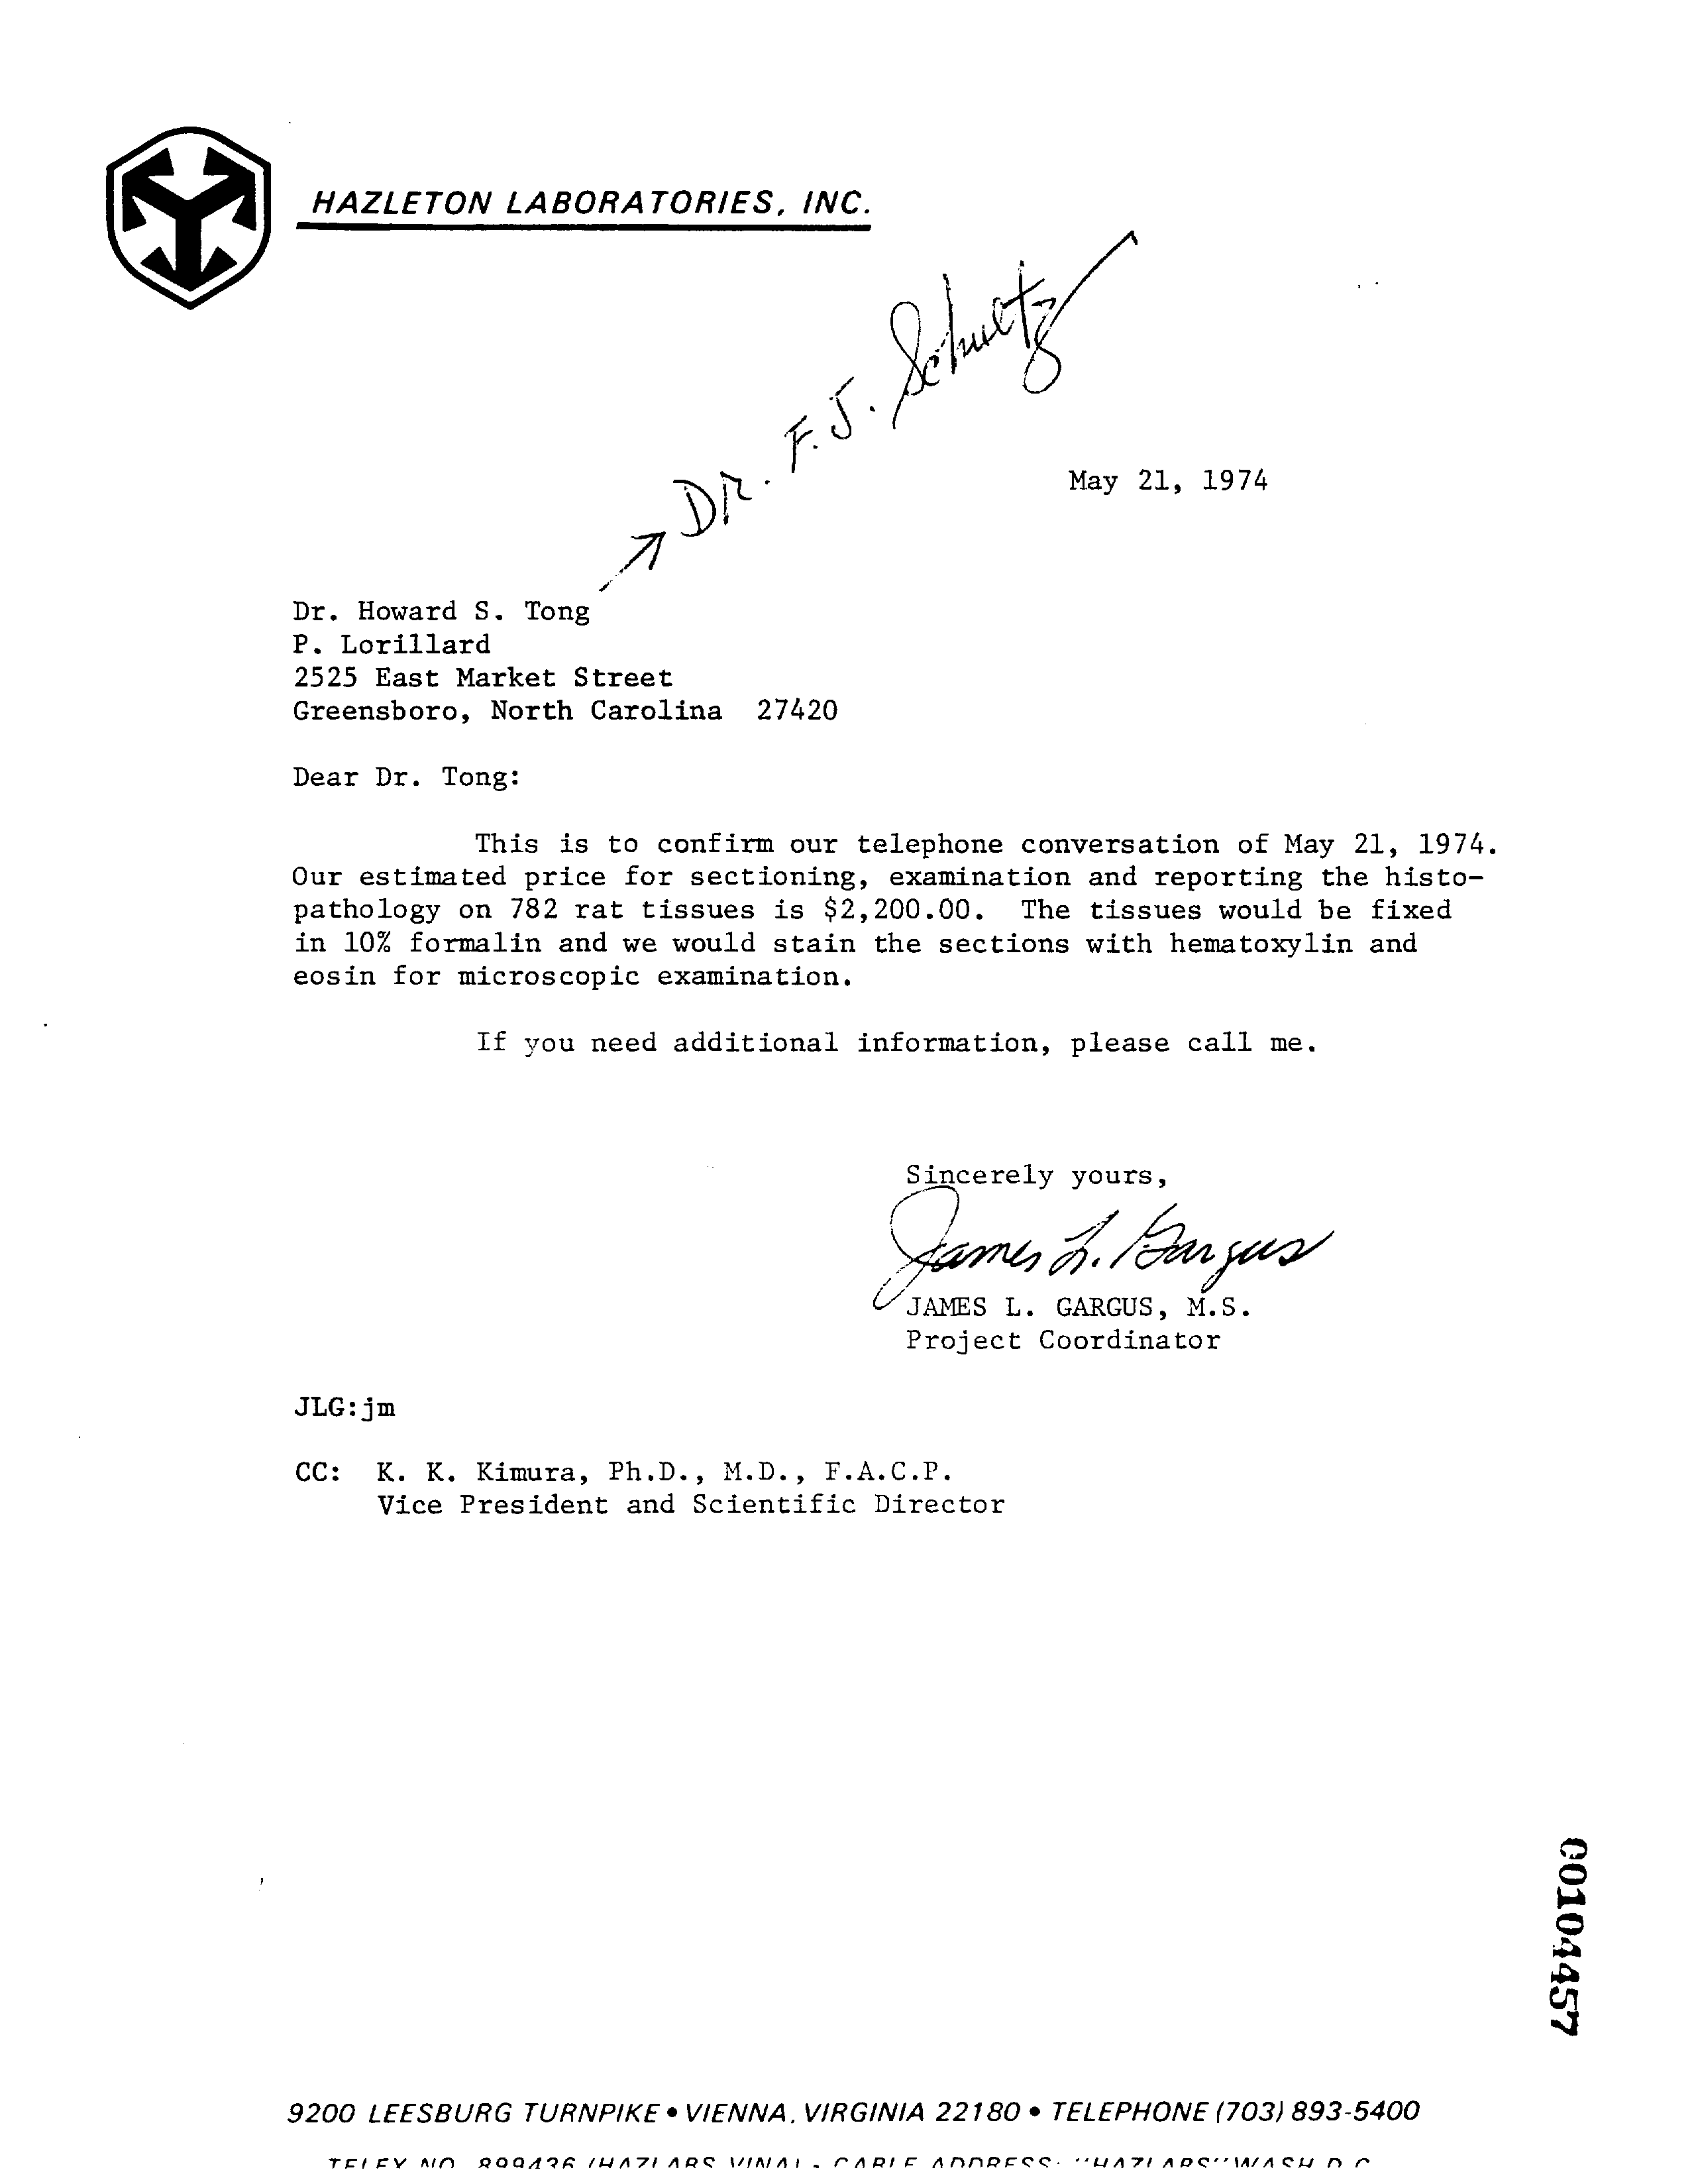 HAZLETON LABORATORIES, INC.
→ Dr. F. J. Schultz
May 21, 1974
Dr. Howard S. Tong
P. Lorillard
2525 East Market Street
Greensboro, North Carolina 27420
Dear Dr. Tong:
This is to confirm our telephone conversation of May 21, 1974.
Our estimated price for sectioning, examination and reporting the histo-
pathology on 782 rat tissues is $2,200.00. The tissues would be fixed
in 10% formalin and we would stain the sections with hematoxylin and
eosin for microscopic examination.
If you need additional information, please call me.
Sincerely yours,
James L. Gargus
JAMES L. GARGUS, M.S.
Project Coordinator
JLG:jm
CC: K. K. Kimura, Ph.D., M.D., F.A.C.P.
Vice President and Scientific Director
00104457
9200 LEESBURG TURNPIKE • VIENNA, VIRGINIA 22180 • TELEPHONE (703) 893-5400
TELEX NO. 899436 (HAZLABS VINA) • CABLE ADDRESS: "HAZLABS" WASH D.C.